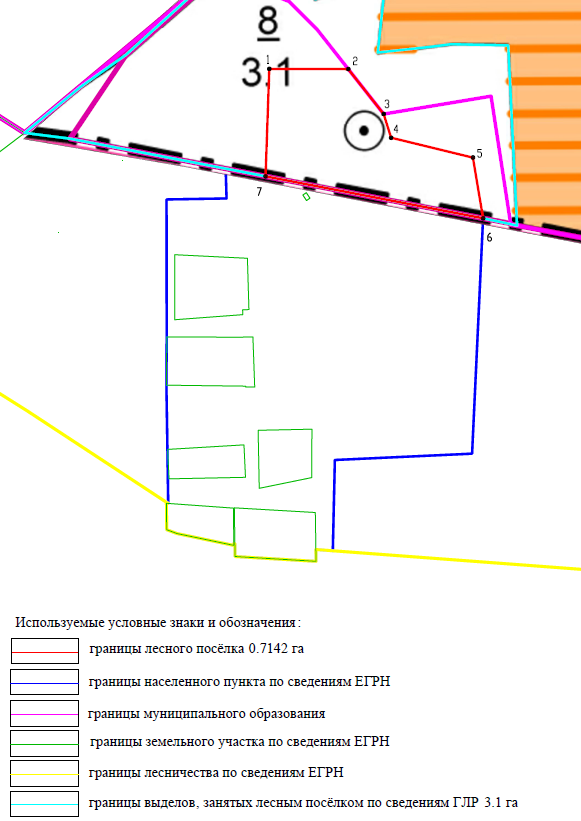 8
3.1
1
2
3
4
5
7
6
Используемые условные знаки и обозначения:
границы лесного посёлка 0.7142 га
границы населенного пункта по сведениям ЕГРН
границы муниципального образования
границы земельного участка по сведениям ЕГРН
границы лесничества по сведениям ЕГРН
границы выделов, занятых лесным посёлком по сведениям ГЛР 3.1 га